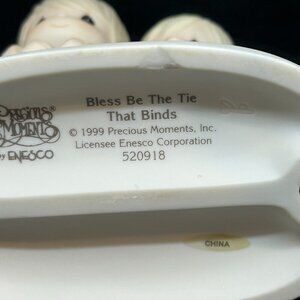 Bless Be The Tie
That Binds
© 1999 Precious Moments, Inc.
Licensee Enesco Corporation
520918
Precious
Moments
by ENESCO
CHINA